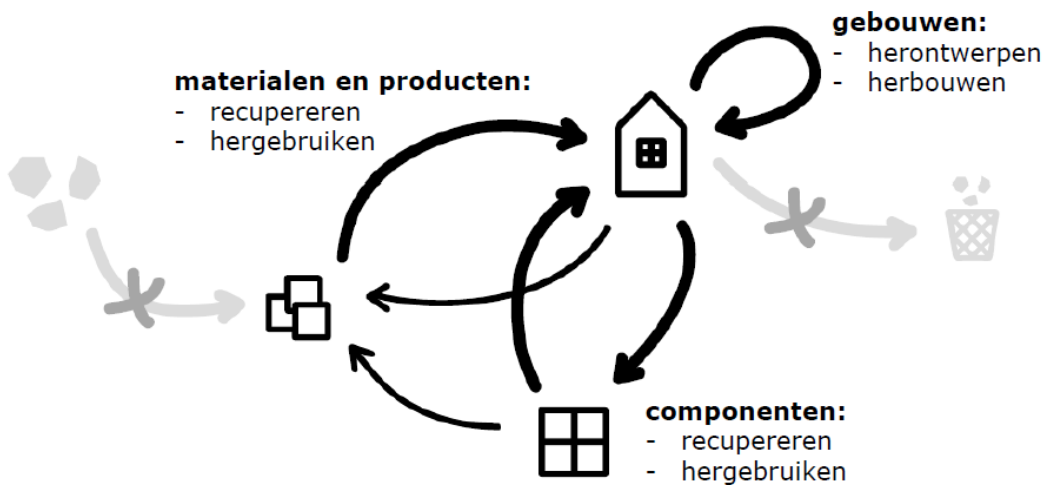 gebouwen:
- herontwerpen
- herbouwen
materialen en producten:
- recupereren
- hergebruiken
componenten:
- recupereren
- hergebruiken